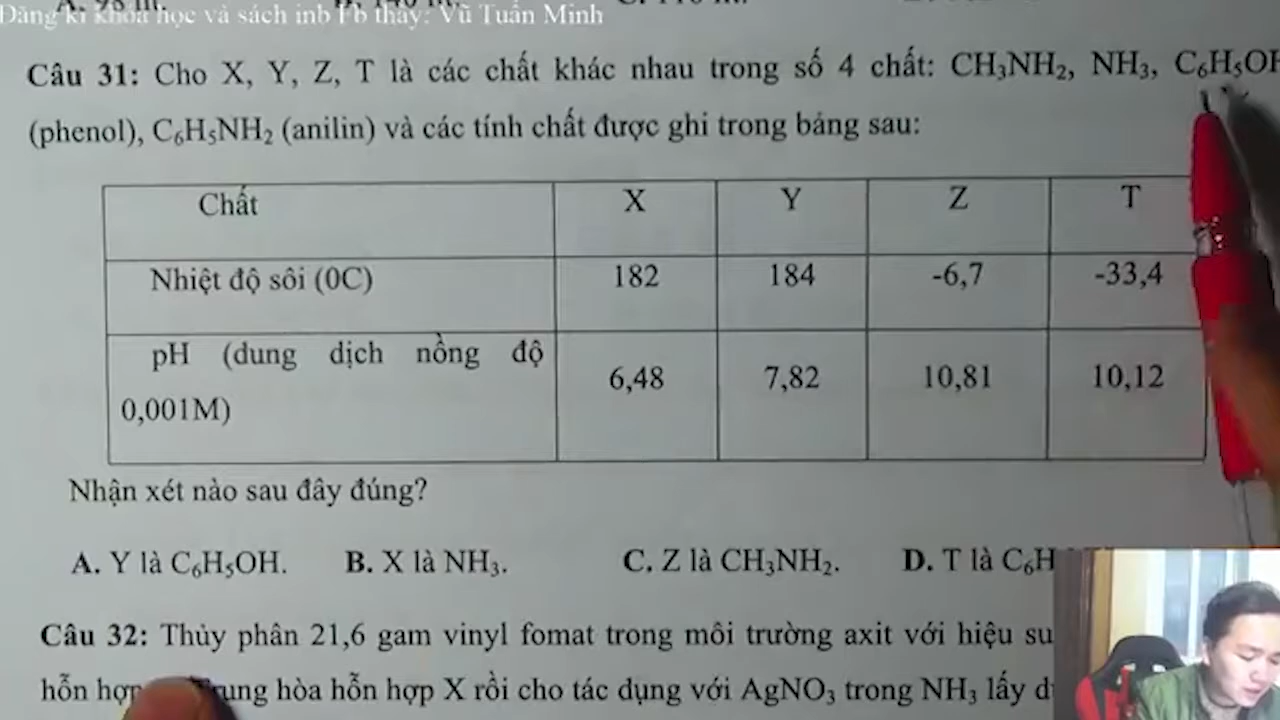 Đăng kí khóa học và sách inb Fb thầy: Vũ Tuấn Minh
Câu 31: Cho X, Y, Z, T là các chất khác nhau trong số 4 chất: CH₃NH₂, NH₃, C₆H₅OH
(phenol), C₆H₅NH₂ (anilin) và các tính chất được ghi trong bảng sau:
Chất X Y Z T
Nhiệt độ sôi (0C) 182 184 -6,7 -33,4
pH (dung dịch nồng độ
0,001M) 6,48 7,82 10,81 10,12
Nhận xét nào sau đây đúng?
A. Y là C₆H₅OH. B. X là NH₃. C. Z là CH₃NH₂. D. T là C₆H
Câu 32: Thủy phân 21,6 gam vinyl fomat trong môi trường axit với hiệu
hỗn hợp X rồi cho tác dụng với AgNO₃ trong NH₃ lấy